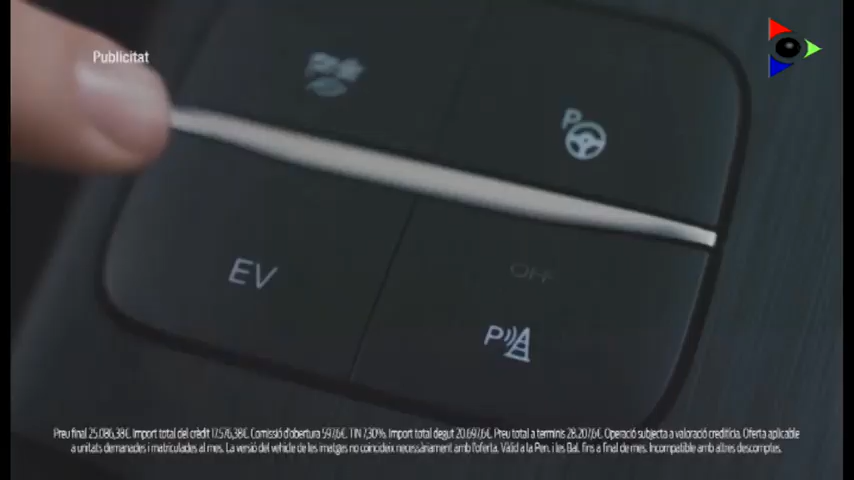 Publicitat
P
EV
OFF
P
Preu final 25.086,38€. Import total del crèdit 17.576,38€. Comissió d'obertura 597,6€. TIN 7,30%. Import total degut 20.697,6€. Preu total a terminis 28.207,6€. Operació subjecta a valoració creditícia. Oferta aplicable
a unitats demanades i matriculades al mes. La versió del vehicle de les imatges no coincideix necessàriament amb l'oferta. Vàlid a la Pen. i les Bal. fins a final de mes. Incompatible amb altres descomptes.